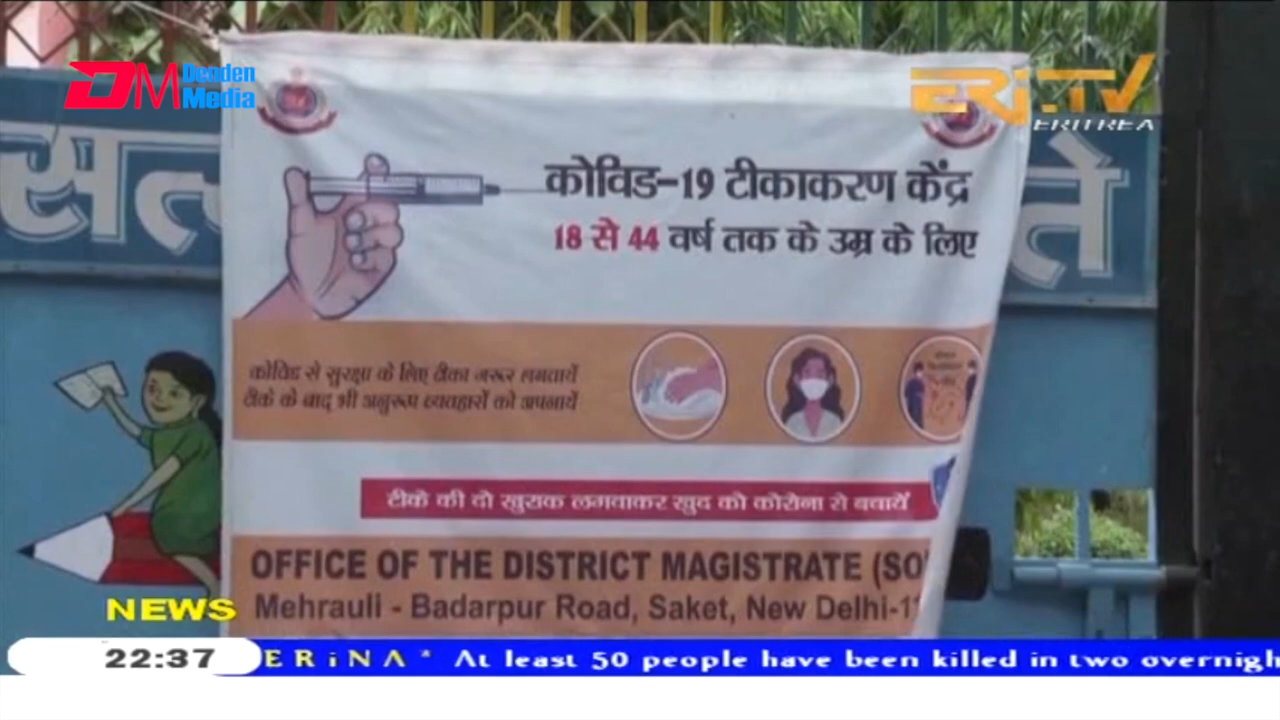 DM Denden Media
ERi-TV
ERITREA
कोविड-19 टीकाकरण केंद्र
18 से 44 वर्ष तक के उम्र के लिए
कोविड से सुरक्षा के लिए टीका जरूर लगवायें
टीके के बाद भी अनुरूप व्यवहारों को अपनायें
टीके की दो खुराक लगवाकर खुद को कोरोना से बचायें
OFFICE OF THE DISTRICT MAGISTRATE (SO
Mehrauli - Badarpur Road, Saket, New Delhi-1
NEWS
22:37 ERiNA * At least 50 people have been killed in two overnigh